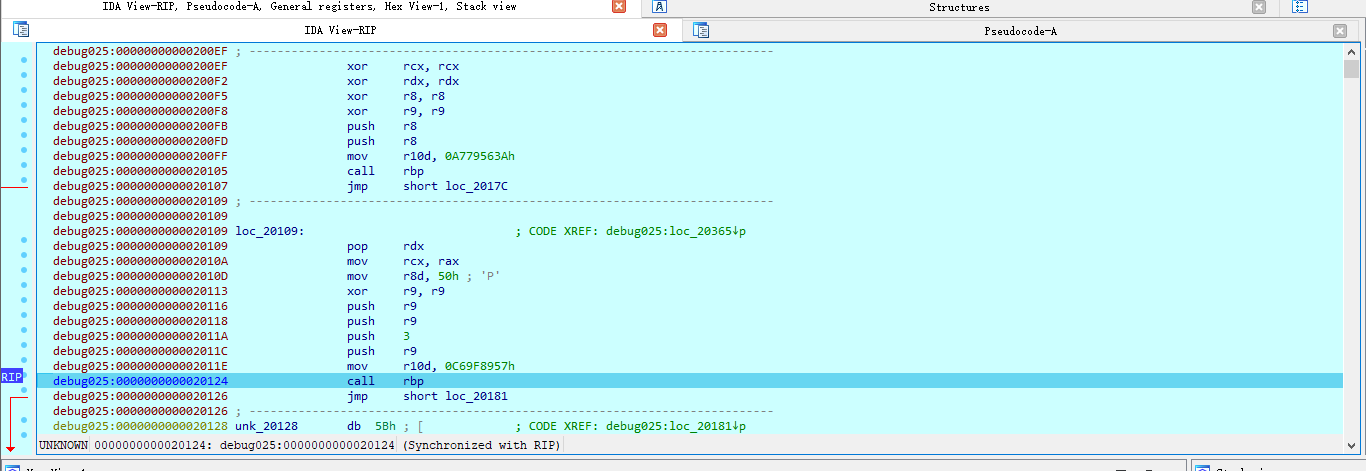 IDA View-RIP, Pseudocode-A, General registers, Hex View-1, Stack view
Structures
IDA View-RIP
Pseudocode-A
debug025:00000000000200EF ; ---------------------------------------------------------------------------
debug025:00000000000200EF xor rcx, rcx
debug025:00000000000200F2 xor rdx, rdx
debug025:00000000000200F5 xor r8, r8
debug025:00000000000200F8 xor r9, r9
debug025:00000000000200FB push r8
debug025:00000000000200FD push r8
debug025:00000000000200FF mov r10d, 0A779563Ah
debug025:0000000000020105 call rbp
debug025:0000000000020107 jmp short loc_2017C
debug025:0000000000020109 ; ---------------------------------------------------------------------------
debug025:0000000000020109
debug025:0000000000020109 loc_20109: ; CODE XREF: debug025:loc_20365↓p
debug025:0000000000020109 pop rdx
debug025:000000000002010A mov rcx, rax
debug025:000000000002010D mov r8d, 50h ; 'P'
debug025:0000000000020113 xor r9, r9
debug025:0000000000020116 push r9
debug025:0000000000020118 push r9
debug025:000000000002011A push 3
debug025:000000000002011C push r9
debug025:000000000002011E mov r10d, 0C69F8957h
RIP
debug025:0000000000020124 call rbp
debug025:0000000000020126 jmp short loc_20181
debug025:0000000000020126 ; ---------------------------------------------------------------------------
debug025:0000000000020128 unk_20128 db 5Bh ; [ ; CODE XREF: debug025:loc_20181↓p
UNKNOWN 0000000000020124: debug025:0000000000020124 (Synchronized with RIP)